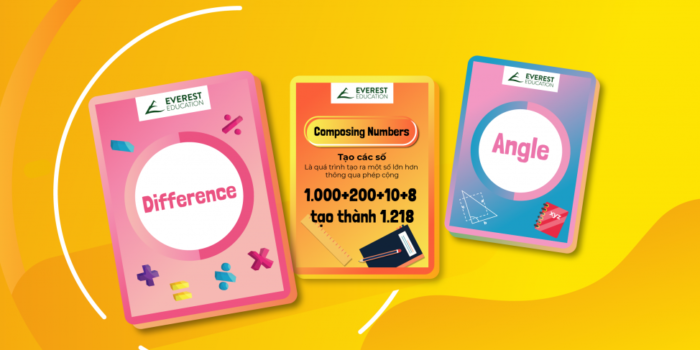 EVEREST
EDUCATION
Difference
EVEREST
EDUCATION
Composing Numbers
Tạo các số
Là quá trình tạo ra một số lớn hơn
thông qua phép cộng
1.000+200+10+8
tạo thành 1.218
EVEREST
EDUCATION
Angle
xyz